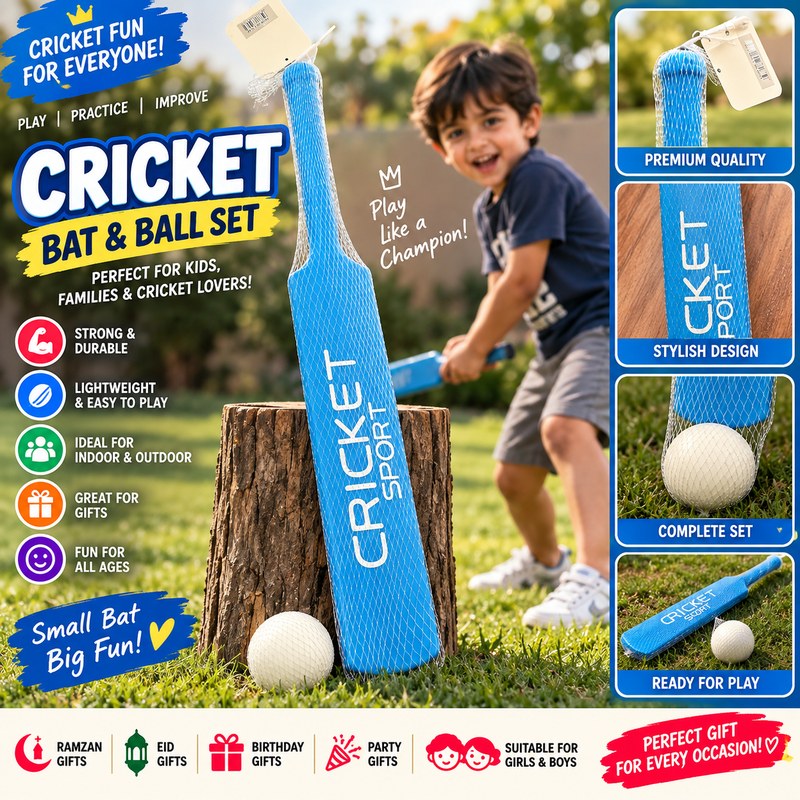 CRICKET FUN
FOR EVERYONE!
PLAY | PRACTICE | IMPROVE
CRICKET
BAT & BALL SET
PERFECT FOR KIDS,
FAMILIES & CRICKET LOVERS!
STRONG &
DURABLE
LIGHTWEIGHT
& EASY TO PLAY
IDEAL FOR
INDOOR & OUTDOOR
GREAT FOR
GIFTS
FUN FOR
ALL AGES
Small Bat
Big Fun!
Play
Like a
Champion!
CRICKET
SPORT
PREMIUM QUALITY
CKET
PORT
STYLISH DESIGN
COMPLETE SET
CRICKET
SPORT
READY FOR PLAY
RAMZAN
GIFTS
EID
GIFTS
BIRTHDAY
GIFTS
PARTY
GIFTS
SUITABLE FOR
GIRLS & BOYS
PERFECT GIFT
FOR EVERY OCCASION!